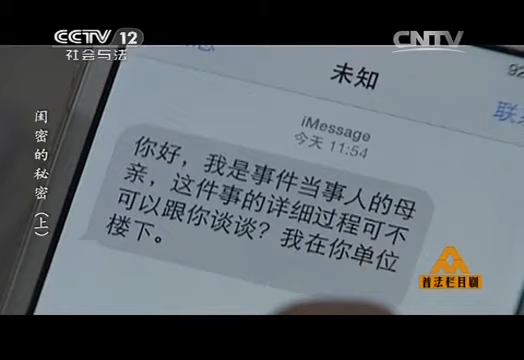 CCTV 12
社会与法
CNTV
闺密的秘密(上)
未知
92
联
iMessage
今天 11:54
你好，我是事件当事人的母
亲，这件事的详细过程可不
可以跟你谈谈？我在你单位
楼下。
普法栏目剧